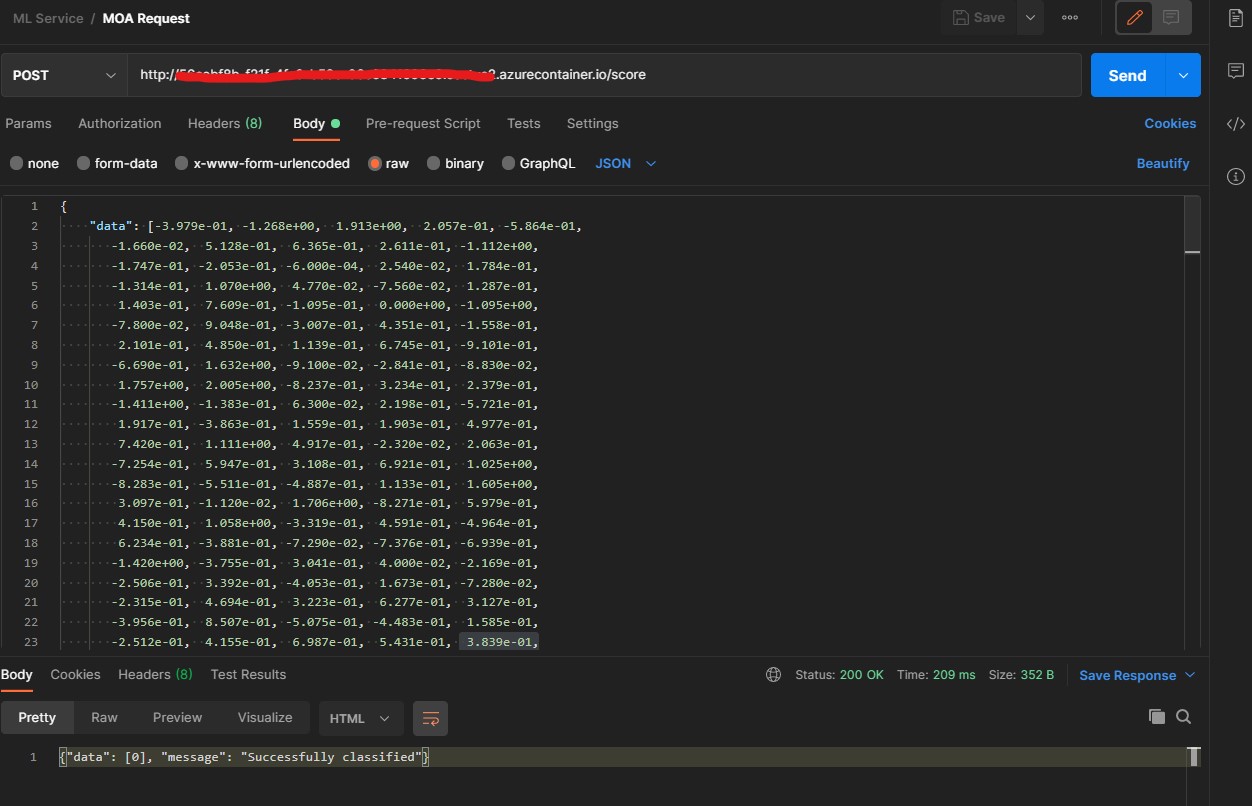 ML Service / MOA Request
Save
POST
http://
.azurecontainer.io/score
Send
Params Authorization Headers (8) Body Pre-request Script Tests Settings Cookies
none form-data x-www-form-urlencoded raw binary GraphQL JSON Beautify
1 {
2 "data": [-3.979e-01, -1.268e+00, 1.913e+00, 2.057e-01, -5.864e-01,
3 -1.660e-02, 5.128e-01, 6.365e-01, 2.611e-01, -1.112e+00,
4 -1.747e-01, -2.053e-01, -6.000e-04, 2.540e-02, 1.784e-01,
5 -1.314e-01, 1.070e+00, 4.770e-02, -7.560e-02, 1.287e-01,
6 1.403e-01, 7.609e-01, -1.095e-01, 0.000e+00, -1.095e+00,
7 -7.800e-02, 9.048e-01, -3.007e-01, 4.351e-01, -1.558e-01,
8 2.101e-01, 4.850e-01, 1.139e-01, 6.745e-01, -9.101e-01,
9 -6.690e-01, 1.632e+00, -9.100e-02, -2.841e-01, -8.830e-02,
10 1.757e+00, 2.005e+00, -8.237e-01, 3.234e-01, 2.379e-01,
11 -1.411e+00, -1.383e-01, 6.300e-02, 2.198e-01, -5.721e-01,
12 1.917e-01, -3.863e-01, 1.559e-01, 1.903e-01, 4.977e-01,
13 7.420e-01, 1.111e+00, 4.917e-01, -2.320e-02, 2.063e-01,
14 -7.254e-01, 5.947e-01, 3.108e-01, 6.921e-01, 1.025e+00,
15 -8.283e-01, -5.511e-01, -4.887e-01, 1.133e-01, 1.605e+00,
16 3.097e-01, -1.120e-02, 1.706e+00, -8.271e-01, 5.979e-01,
17 4.150e-01, 1.058e+00, -3.319e-01, 4.591e-01, -4.964e-01,
18 6.234e-01, -3.881e-01, -7.290e-02, -7.376e-01, -6.939e-01,
19 -1.420e+00, -3.755e-01, 3.041e-01, 4.000e-02, -2.169e-01,
20 -2.506e-01, 3.392e-01, -4.053e-01, 1.673e-01, -7.280e-02,
21 -2.315e-01, 4.694e-01, 3.223e-01, 6.277e-01, 3.127e-01,
22 -3.956e-01, 8.507e-01, -5.075e-01, -4.483e-01, 1.585e-01,
23 -2.512e-01, 4.155e-01, 6.987e-01, 5.431e-01, 3.839e-01,
Body Cookies Headers (8) Test Results Status: 200 OK Time: 209 ms Size: 352 B Save Response
Pretty Raw Preview Visualize HTML
1 {"data": [0], "message": "Successfully classified"}